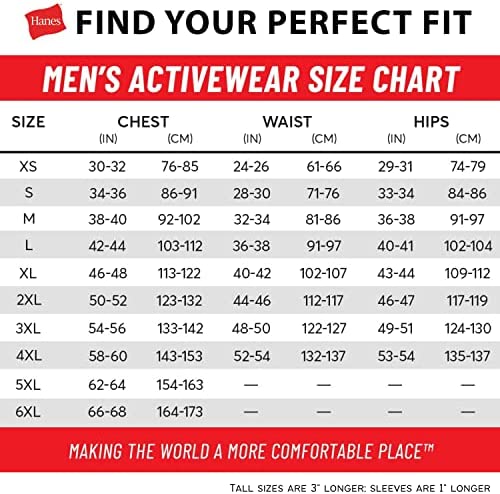 Hanes FIND YOUR PERFECT FIT
MEN'S ACTIVEWEAR SIZE CHART
SIZE CHEST WAIST HIPS
(IN) (CM) (IN) (CM) (IN) (CM)
XS 30-32 76-85 24-26 61-66 29-31 74-79
S 34-36 86-91 28-30 71-76 33-34 84-86
M 38-40 92-102 32-34 81-86 36-38 91-97
L 42-44 103-112 36-38 91-97 40-41 102-104
XL 46-48 113-122 40-42 102-107 43-44 109-112
2XL 50-52 123-132 44-46 112-117 46-47 117-119
3XL 54-56 133-142 48-50 122-127 49-51 124-130
4XL 58-60 143-153 52-54 132-137 53-54 135-137
5XL 62-64 154-163 — — — —
6XL 66-68 164-173 — — — —
MAKING THE WORLD A MORE COMFORTABLE PLACE™
TALL SIZES ARE 3" LONGER; SLEEVES ARE 1" LONGER